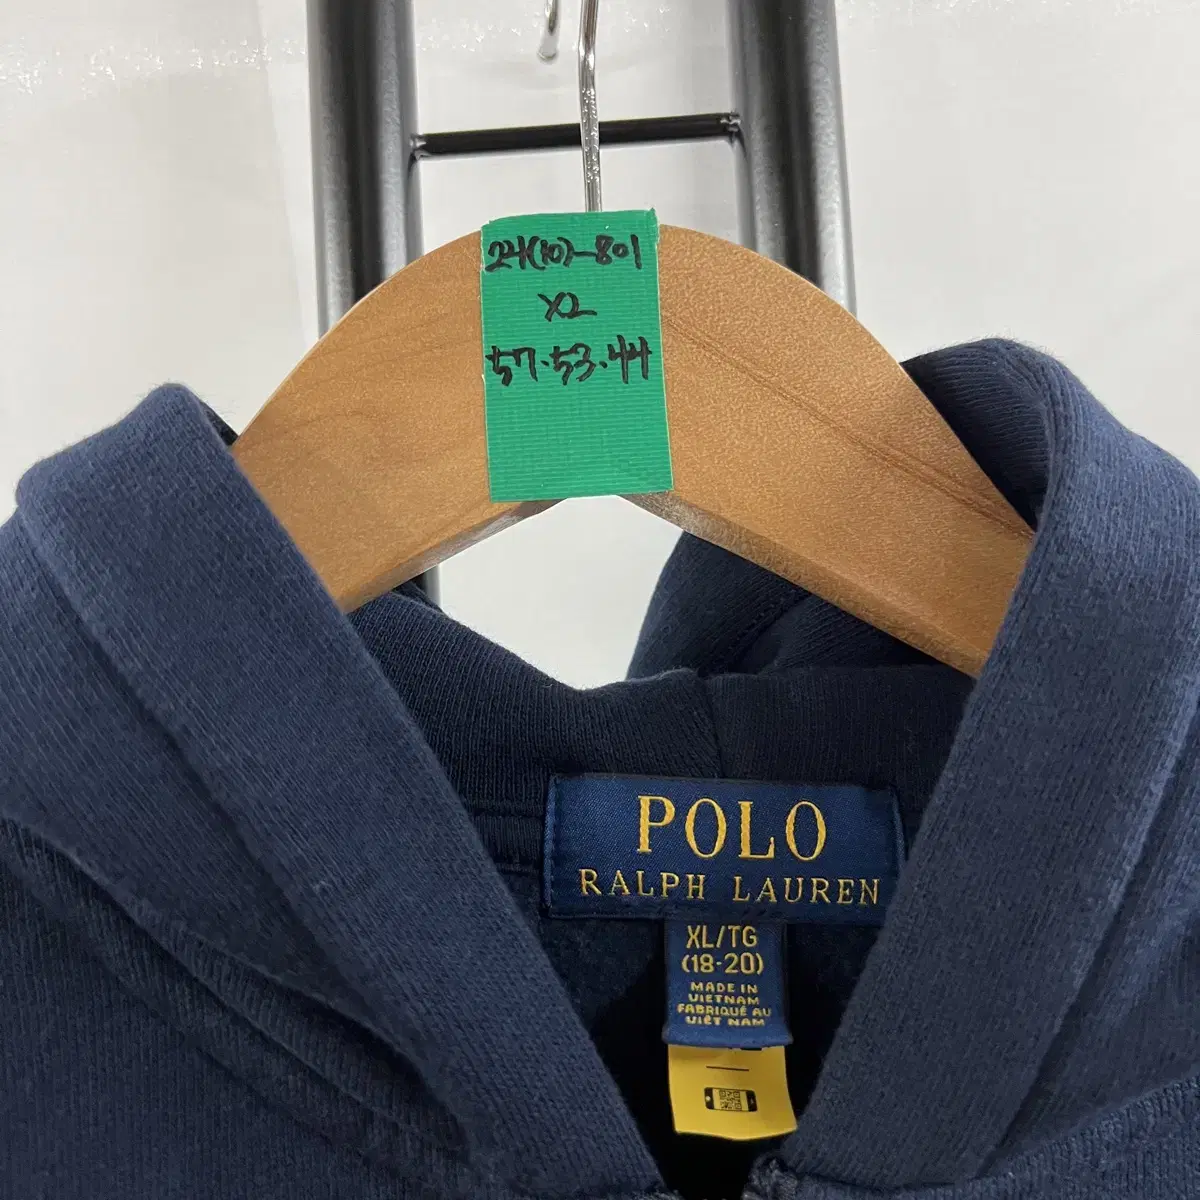 24(10)-801
XL
57.53.44
POLO
RALPH LAUREN
XL/TG
(18-20)
MADE IN
VIETNAM
FABRIQUÉ AU
VIÊT NAM